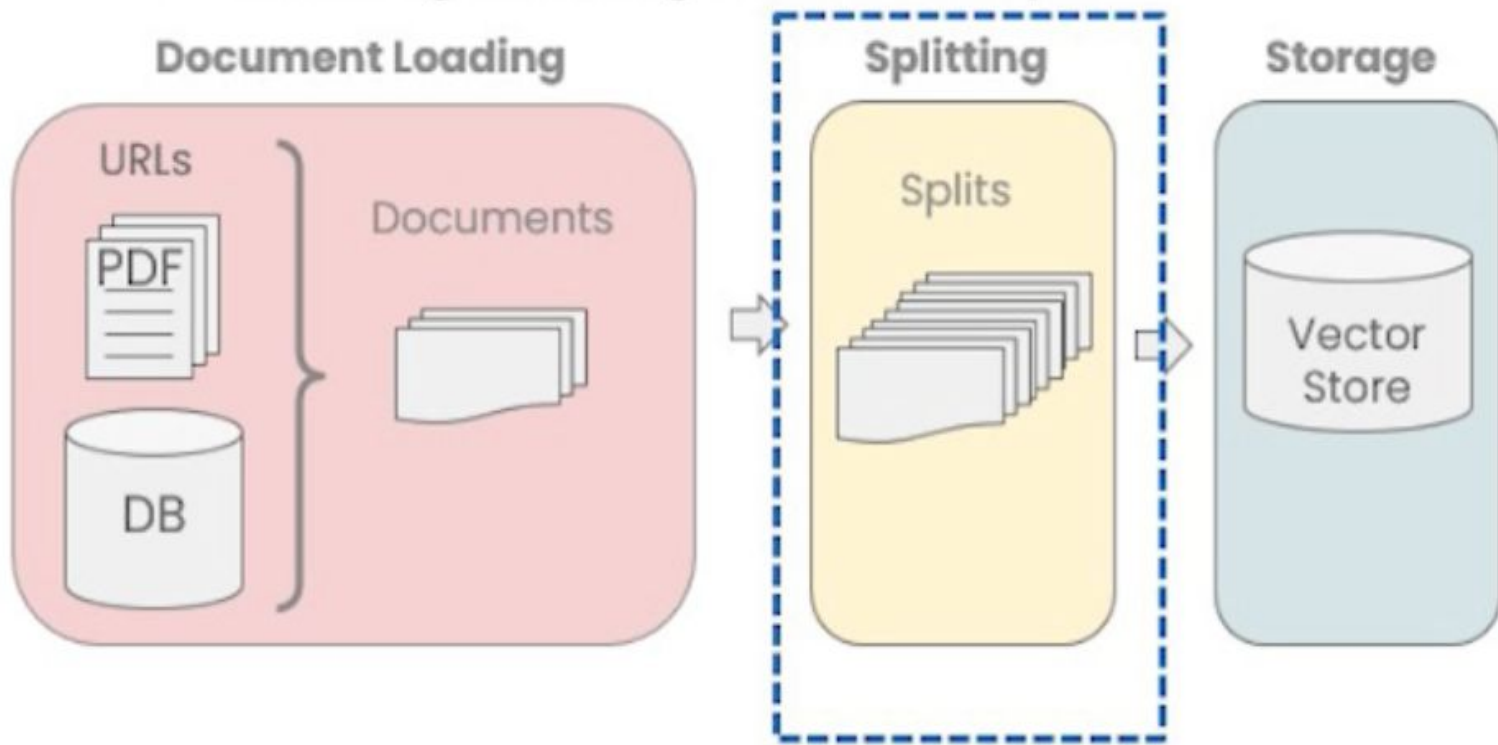 Document Loading
Splitting
Storage
URLs
Documents
PDF
DB
Splits
Vector
Store